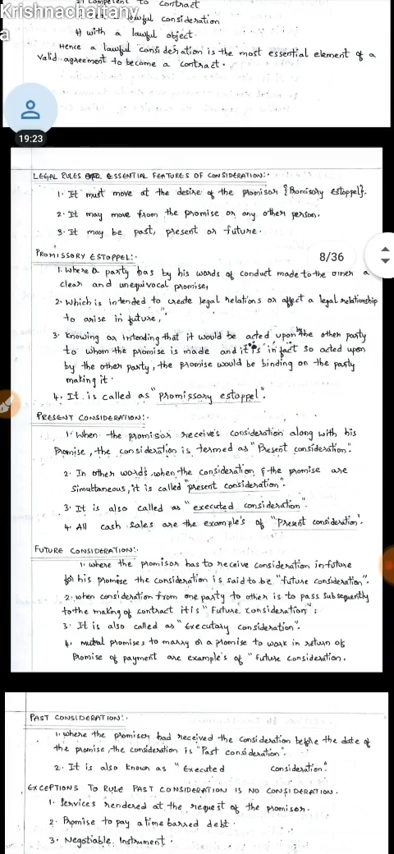 2) Competent to contract
Krishnachaitany
a
lawful consideration
4) with a lawful object.
Hence a lawful consideration is the most essential element of a
valid agreement to become a contract.
19:23
LEGAL RULES OR ESSENTIAL FEATURES OF CONSIDERATION:-
1. It must move at the desire of the promisor {Promisory Estoppel}.
2. It may move from the promise or any other person.
3. It may be past, present or future.
8/36
PROMISSORY ESTOPPEL:-
1. Where a party has by his words of conduct made to the other a
clear and unequivocal promise,
2. Which is intended to "create legal relations or affect a legal relationship
to arise in future,"
3. Knowing or intending that it would be acted upon the other party
to whom the promise is made and it is in fact so acted upon
by the other party, the promise would be binding on the party
making it.
4. It is called as "Promissary estoppel".
PRESENT CONSIDERATION:-
1. When the promisor receives consideration along with his
Promise, the consideration is termed as "Present consideration".
2. In other words, when the consideration & the promise are
Simultaneous, it is called "present consideration".
3. It is also called as "executed consideration".
4. All cash sales are the example's of "Present consideration".
FUTURE CONSIDERATION:-
1. where the promisor has to receive consideration in future
for his promise the consideration is said to be "future consideration".
2. when consideration from one party to other is to pass subsequently
to the making of contract it is "Future Consideration";
3. It is also called as "Executary consideration".
4. mutual promises to marry or a promise to work in return of
Promise of payment are example's of "future consideration.
PAST CONSIDERATION:-
1. where the promiser had received the consideration before the date of
the promise, the consideration is "Past consideration".
2. It is also known as "Executed consideration".
EXCEPTIONS TO RULE PAST CONSIDERATION IS NO CONSIDERATION.
1. Services rendered at the request of the promisor.
2. Promise to pay a time barred debt.
3. Negotiable Instrument.